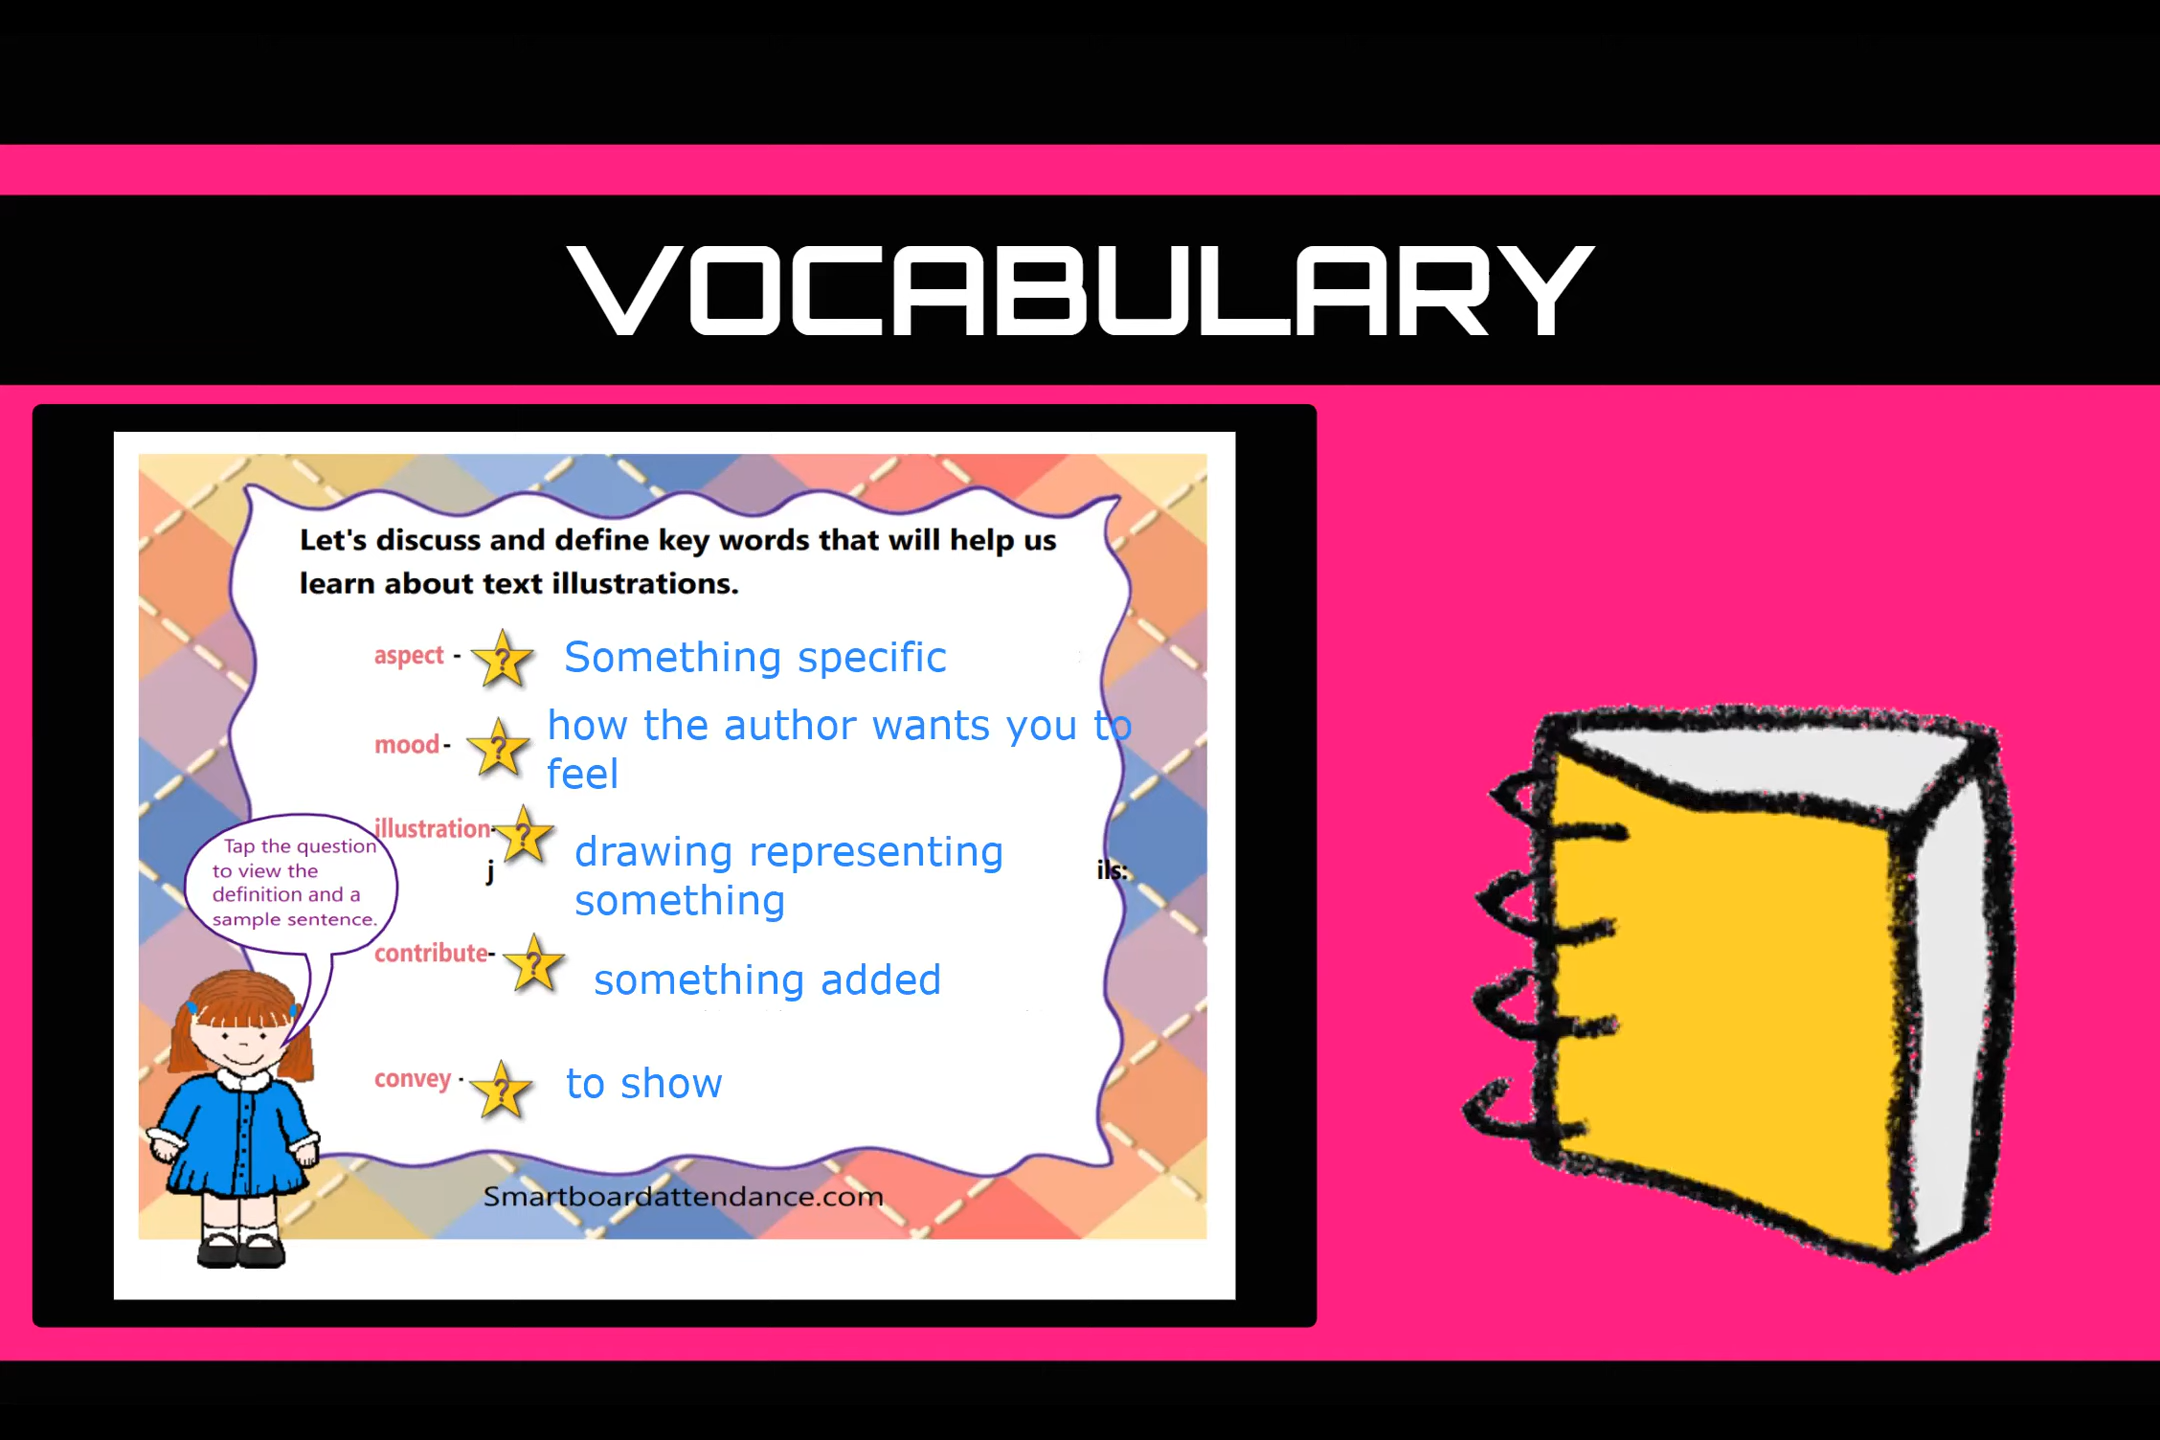 VOCABULARY
Let's discuss and define key words that will help us
learn about text illustrations.
aspect - ? Something specific
mood - ? how the author wants you to
feel
illustration- ? drawing representing
something
j
ils:
Tap the question
to view the
definition and a
sample sentence.
contribute- ? something added
convey - ? to show
Smartboardattendance.com